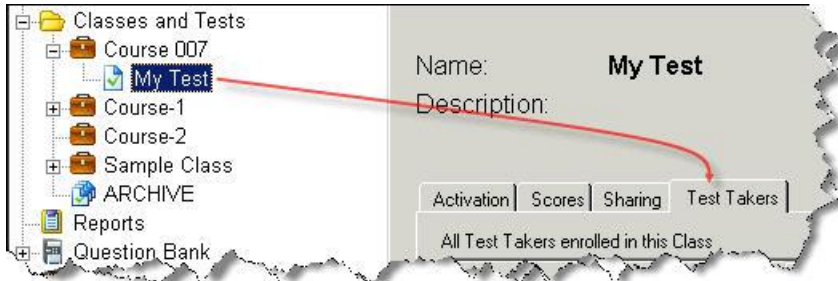 Classes and Tests
Course 007
My Test
Course-1
Course-2
Sample Class
ARCHIVE
Reports
Question Bank
Name: My Test
Description:
Activation Scores Sharing Test Takers
All Test Takers enrolled in this Class